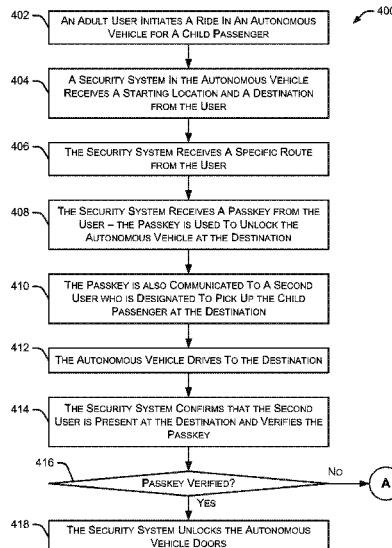 400
402
AN ADULT USER INITIATES A RIDE IN AN AUTONOMOUS
VEHICLE FOR A CHILD PASSENGER
404
A SECURITY SYSTEM IN THE AUTONOMOUS VEHICLE
RECEIVES A STARTING LOCATION AND A DESTINATION
FROM THE USER
406
THE SECURITY SYSTEM RECEIVES A SPECIFIC ROUTE
FROM THE USER
408
THE SECURITY SYSTEM RECEIVES A PASSKEY FROM THE
USER – THE PASSKEY IS USED TO UNLOCK THE
AUTONOMOUS VEHICLE AT THE DESTINATION
410
THE PASSKEY IS ALSO COMMUNICATED TO A SECOND
USER WHO IS DESIGNATED TO PICK UP THE CHILD
PASSENGER AT THE DESTINATION
412
THE AUTONOMOUS VEHICLE DRIVES TO THE DESTINATION
414
THE SECURITY SYSTEM CONFIRMS THAT THE SECOND
USER IS PRESENT AT THE DESTINATION AND VERIFIES THE
PASSKEY
416
PASSKEY VERIFIED?
NO
A
YES
418
THE SECURITY SYSTEM UNLOCKS THE AUTONOMOUS
VEHICLE DOORS